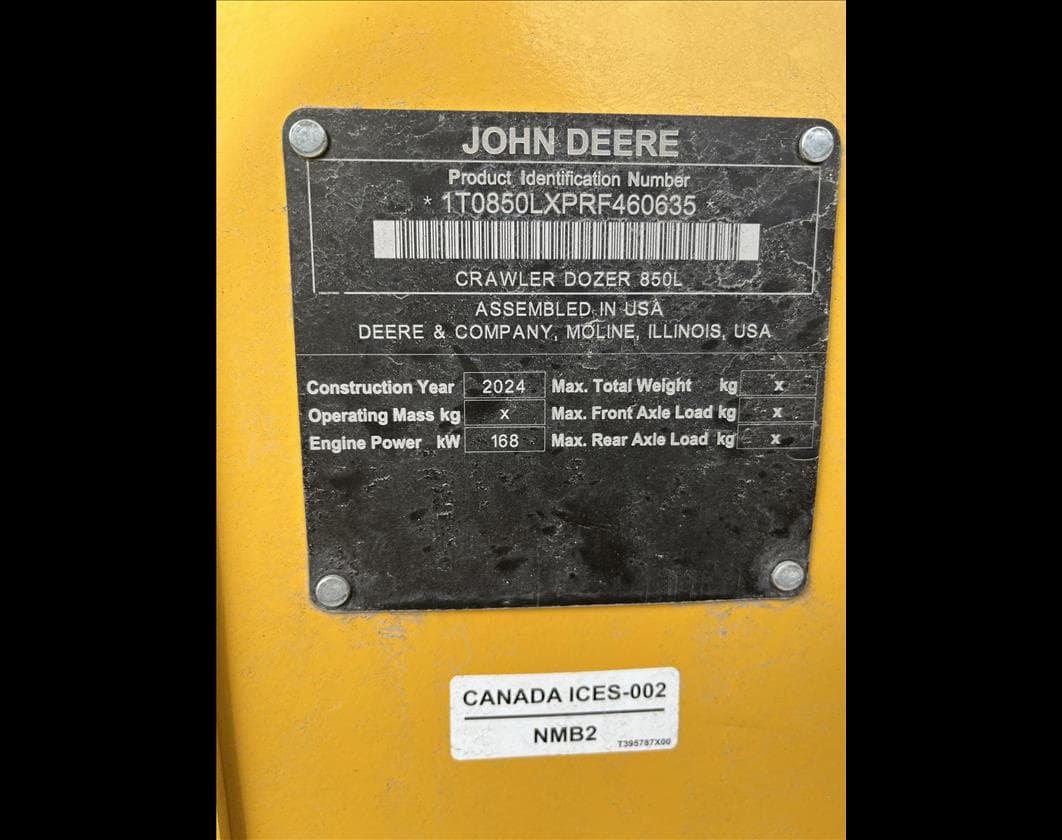 JOHN DEERE
Product Identification Number
* 1T0850LXPRF460635 *
CRAWLER DOZER 850L
ASSEMBLED IN USA
DEERE & COMPANY, MOLINE, ILLINOIS, USA
Construction Year 2024 Max. Total Weight kg x
Operating Mass kg x Max. Front Axle Load kg x
Engine Power kW 168 Max. Rear Axle Load kg x
CANADA ICES-002
NMB2
T395787X00